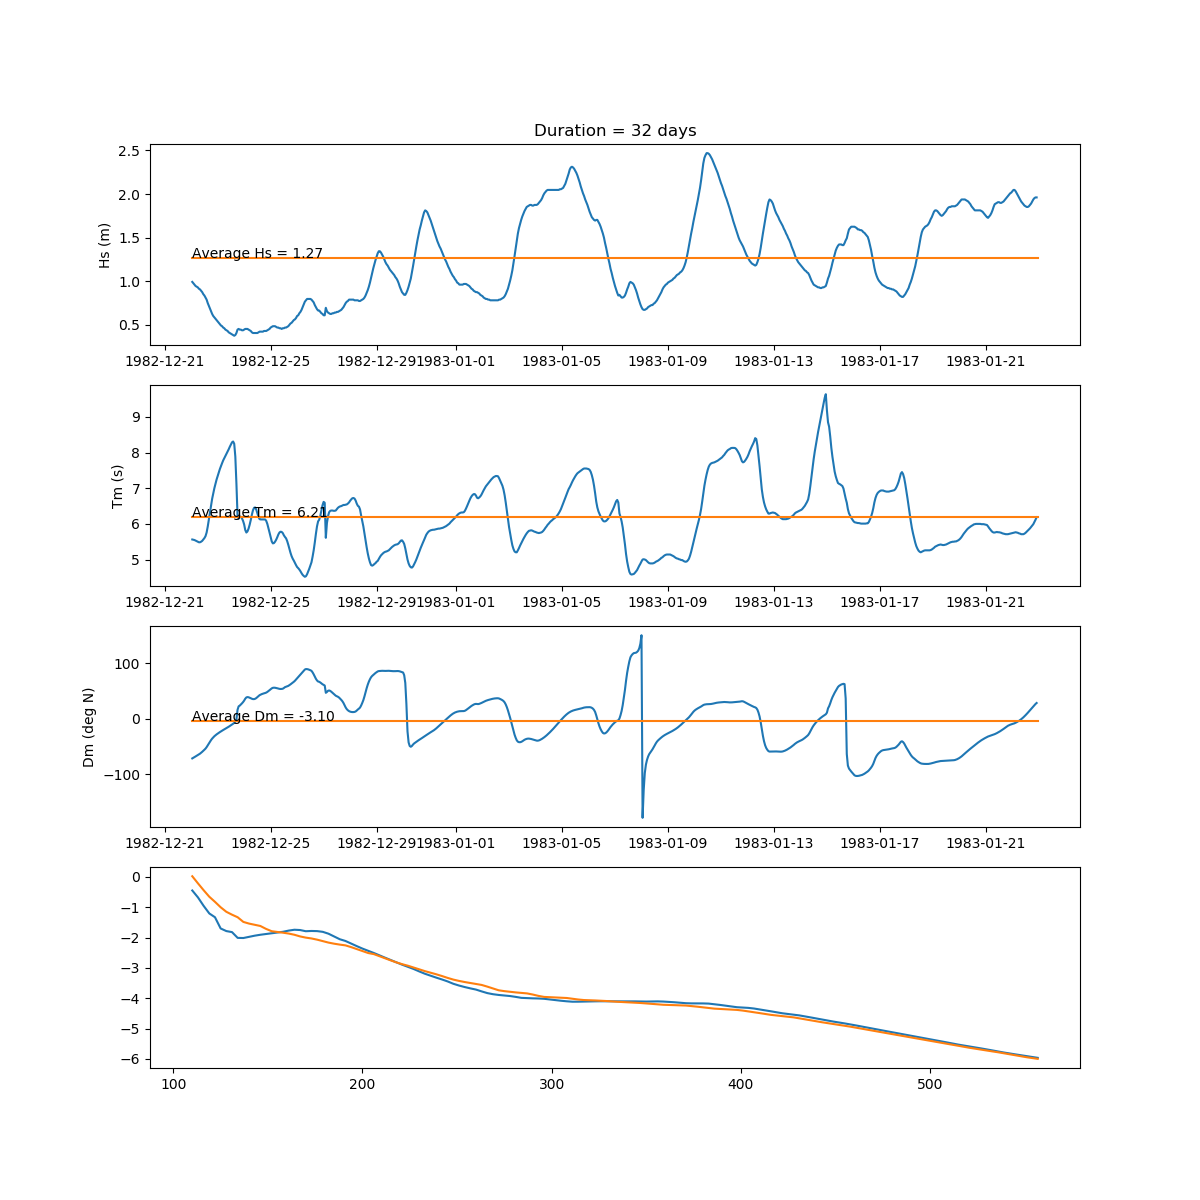 Duration = 32 days
2.5
2.0
1.5
1.0
0.5
Hs (m)
Average Hs = 1.27
1982-12-21 1982-12-25 1982-12-29 1983-01-01 1983-01-05 1983-01-09 1983-01-13 1983-01-17 1983-01-21
9
8
7
6
5
Tm (s)
Average Tm = 6.21
1982-12-21 1982-12-25 1982-12-29 1983-01-01 1983-01-05 1983-01-09 1983-01-13 1983-01-17 1983-01-21
100
0
−100
Dm (deg N)
Average Dm = -3.10
1982-12-21 1982-12-25 1982-12-29 1983-01-01 1983-01-05 1983-01-09 1983-01-13 1983-01-17 1983-01-21
0
−1
−2
−3
−4
−5
−6
100 200 300 400 500